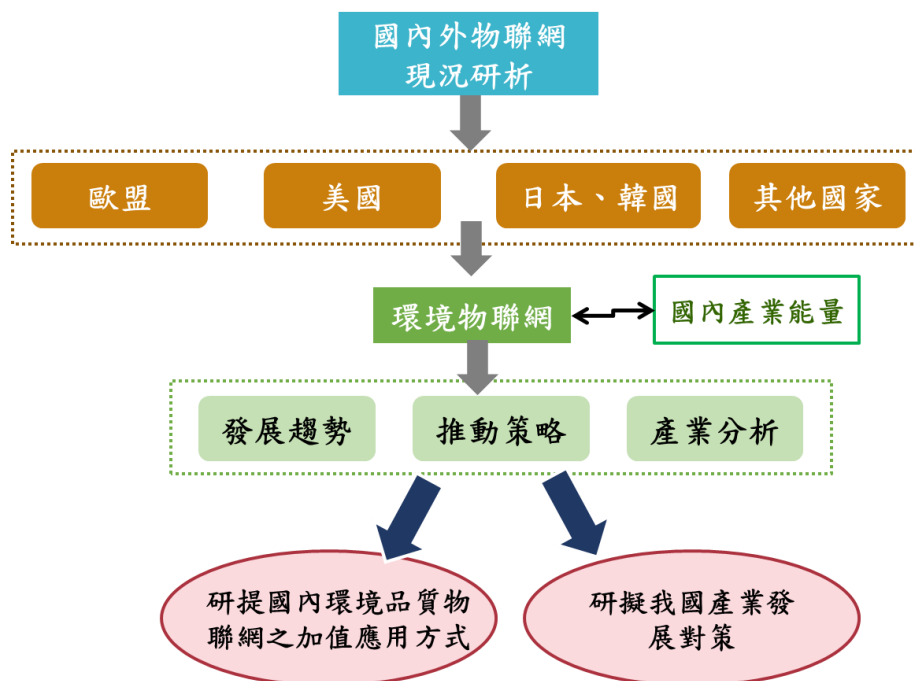 國內外物聯網
現況研析
歐盟
美國
日本、韓國
其他國家
環境物聯網
國內產業能量
發展趨勢
推動策略
產業分析
研提國內環境品質物
聯網之加值應用方式
研擬我國產業發
展對策